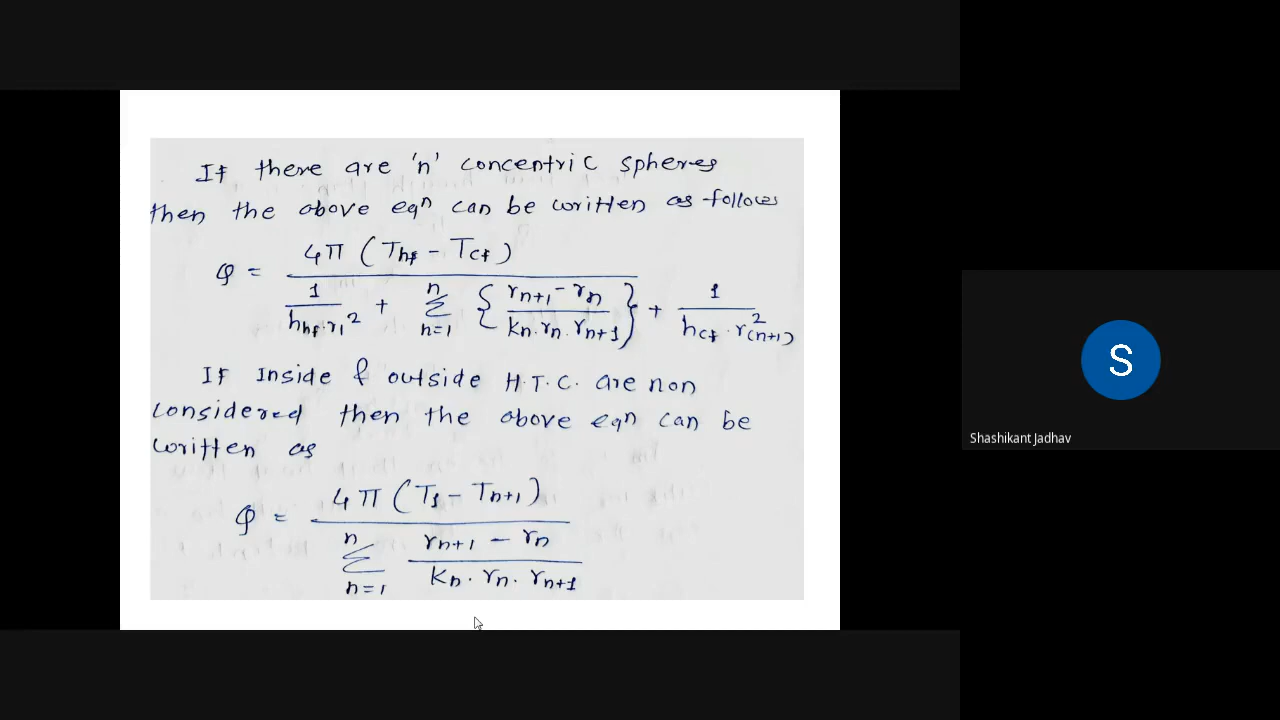 If there are 'n' concentric spheres
then the above eqn can be written as follows
Q = 4π (Thf - Tcf) / (1/(hhf.r1²) + Σ(n=1 to n) {(rn+1 - rn)/(kn.rn.rn+1)} + 1/(hcf.r²(n+1)))
If Inside & outside H.T.C. are non
considered then the above eqn can be
written as
Q = 4π (T1 - Tn+1) / (Σ(n=1 to n) (rn+1 - rn)/(kn.rn.rn+1))
S
Shashikant Jadhav